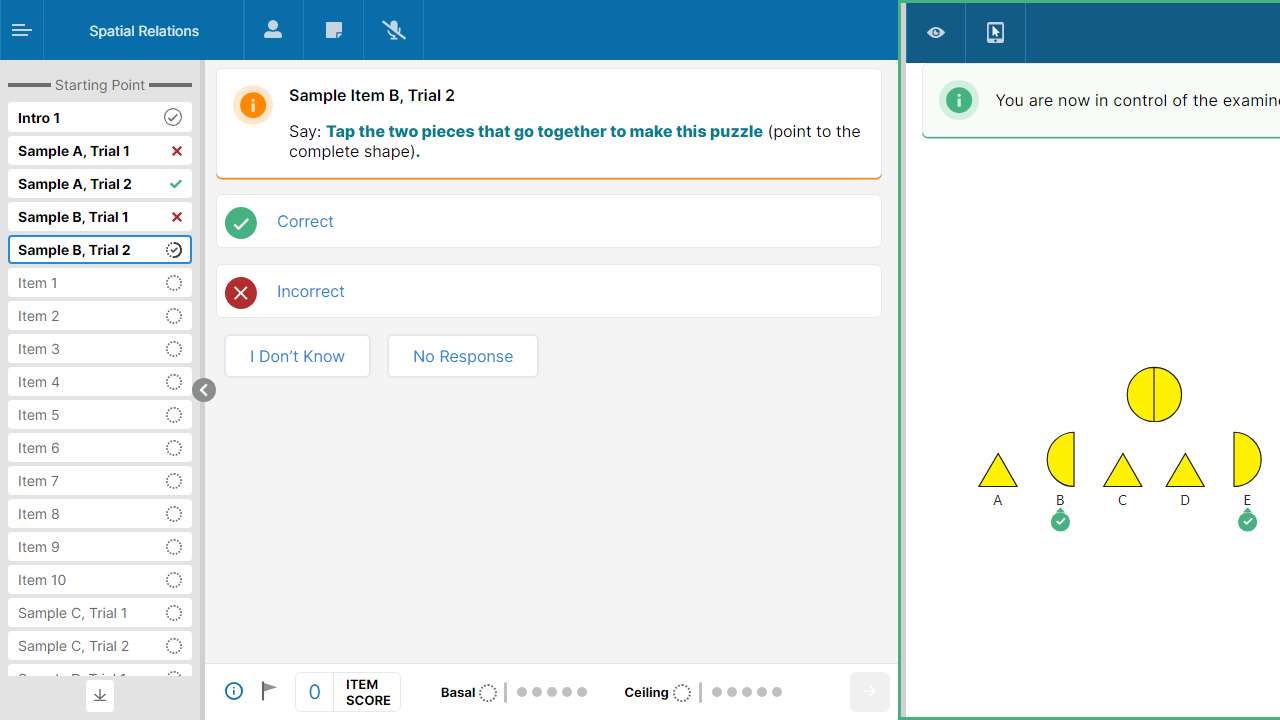 Spatial Relations
Starting Point
Intro 1
Sample A, Trial 1
Sample A, Trial 2
Sample B, Trial 1
Sample B, Trial 2
Item 1
Item 2
Item 3
Item 4
Item 5
Item 6
Item 7
Item 8
Item 9
Item 10
Sample C, Trial 1
Sample C, Trial 2
Sample Item B, Trial 2
Say: Tap the two pieces that go together to make this puzzle (point to the
complete shape).
Correct
Incorrect
I Don’t Know
No Response
0
ITEM
SCORE
Basal
Ceiling
You are now in control of the examine
A B C D E